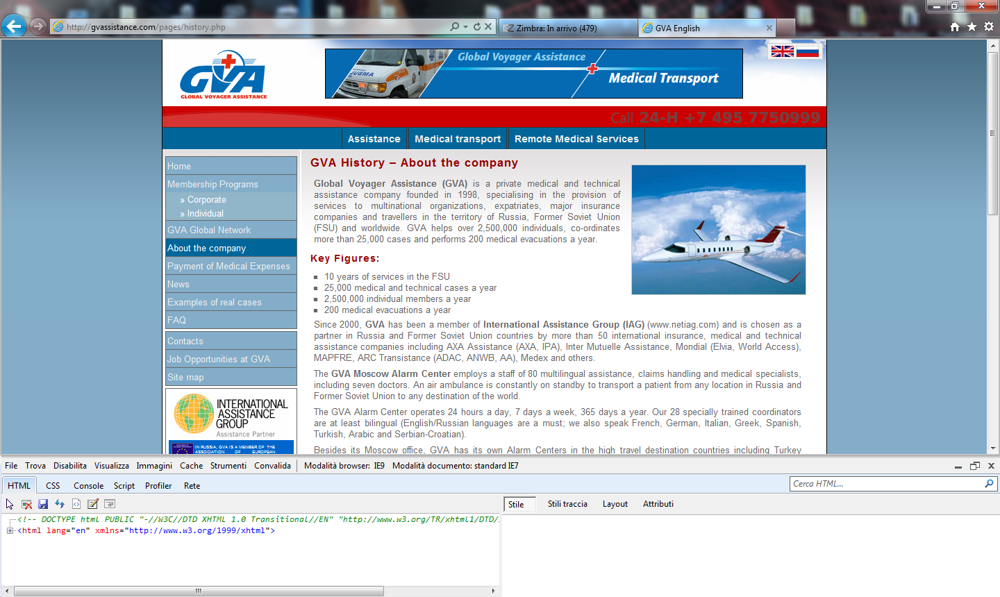 http://gvassistance.com/pages/history.php
Zimbra: In arrivo (479)
GVA English
GVA
GLOBAL VOYAGER ASSISTANCE
Global Voyager Assistance
Medical Transport
Call 24-H +7 495 7750999
Assistance
Medical transport
Remote Medical Services
Home
Membership Programs
» Corporate
» Individual
GVA Global Network
About the company
Payment of Medical Expenses
News
Examples of real cases
FAQ
Contacts
Job Opportunities at GVA
Site map
INTERNATIONAL
ASSISTANCE
GROUP
Assistance Partner
IN RUSSIA, GVA IS A MEMBER OF THE
ASSOCIATION OF EUROPEAN
GVA History – About the company
Global Voyager Assistance (GVA) is a private medical and technical
assistance company founded in 1998, specialising in the provision of
services to multinational organizations, expatriates, major insurance
companies and travellers in the territory of Russia, Former Soviet Union
(FSU) and worldwide. GVA helps over 2,500,000 individuals, co-ordinates
more than 25,000 cases and performs 200 medical evacuations a year.
Key Figures:
10 years of services in the FSU
25,000 medical and technical cases a year
2,500,000 individual members a year
200 medical evacuations a year
Since 2000, GVA has been a member of International Assistance Group (IAG) (www.netiag.com) and is chosen as a
partner in Russia and Former Soviet Union countries by more than 50 international insurance, medical and technical
assistance companies including AXA Assistance (AXA, IPA), Inter Mutuelle Assistance, Mondial (Elvia, World Access),
MAPFRE, ARC Transistance (ADAC, ANWB, AA), Medex and others.
The GVA Moscow Alarm Center employs a staff of 80 multilingual assistance, claims handling and medical specialists,
including seven doctors. An air ambulance is constantly on standby to transport a patient from any location in Russia and
Former Soviet Union to any destination of the world.
The GVA Alarm Center operates 24 hours a day, 7 days a week, 365 days a year. Our 28 specially trained coordinators
are at least bilingual (English/Russian languages are a must; we also speak French, German, Italian, Greek, Spanish,
Turkish, Arabic and Serbian-Croatian).
Besides its Moscow office, GVA has its own Alarm Centers in the high travel destination countries including Turkey
File Trova Disabilita Visualizza Immagini Cache Strumenti Convalida Modalità browser: IE9 Modalità documento: standard IE7
HTML CSS Console Script Profiler Rete
Cerca HTML...
Stile Stili traccia Layout Attributi
<!-- DOCTYPE html PUBLIC "-//W3C//DTD XHTML 1.0 Transitional//EN" "http://www.w3.org/TR/xhtml1/DTD/
<html lang="en" xmlns="http://www.w3.org/1999/xhtml">